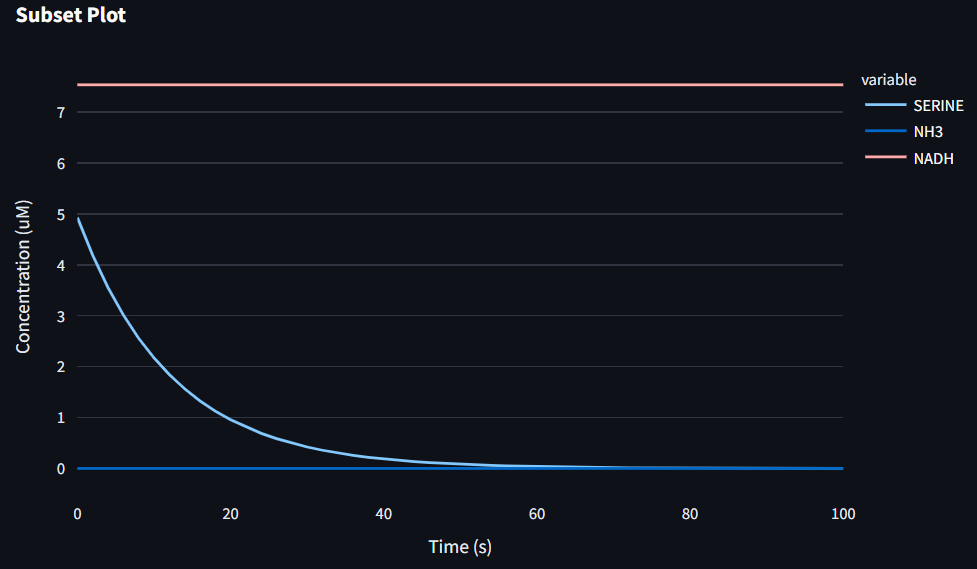 Subset Plot
variable
SERINE
NH3
NADH
Concentration (uM)
7
6
5
4
3
2
1
0
0 20 40 60 80 100
Time (s)